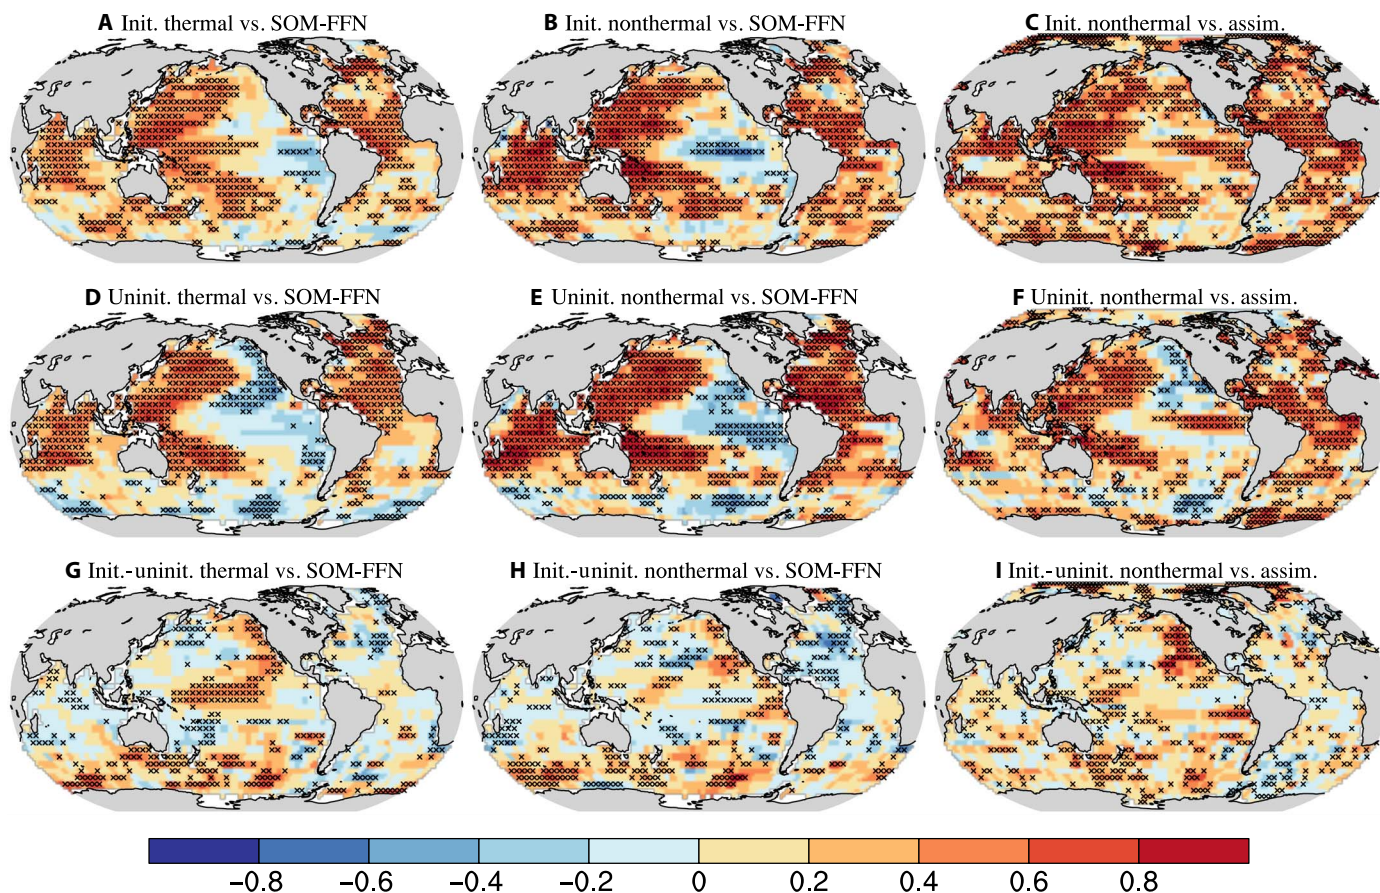 A Init. thermal vs. SOM-FFN
B Init. nonthermal vs. SOM-FFN
C Init. nonthermal vs. assim.
D Uninit. thermal vs. SOM-FFN
E Uninit. nonthermal vs. SOM-FFN
F Uninit. nonthermal vs. assim.
G Init.-uninit. thermal vs. SOM-FFN
H Init.-uninit. nonthermal vs. SOM-FFN
I Init.-uninit. nonthermal vs. assim.
−0.8 −0.6 −0.4 −0.2 0 0.2 0.4 0.6 0.8